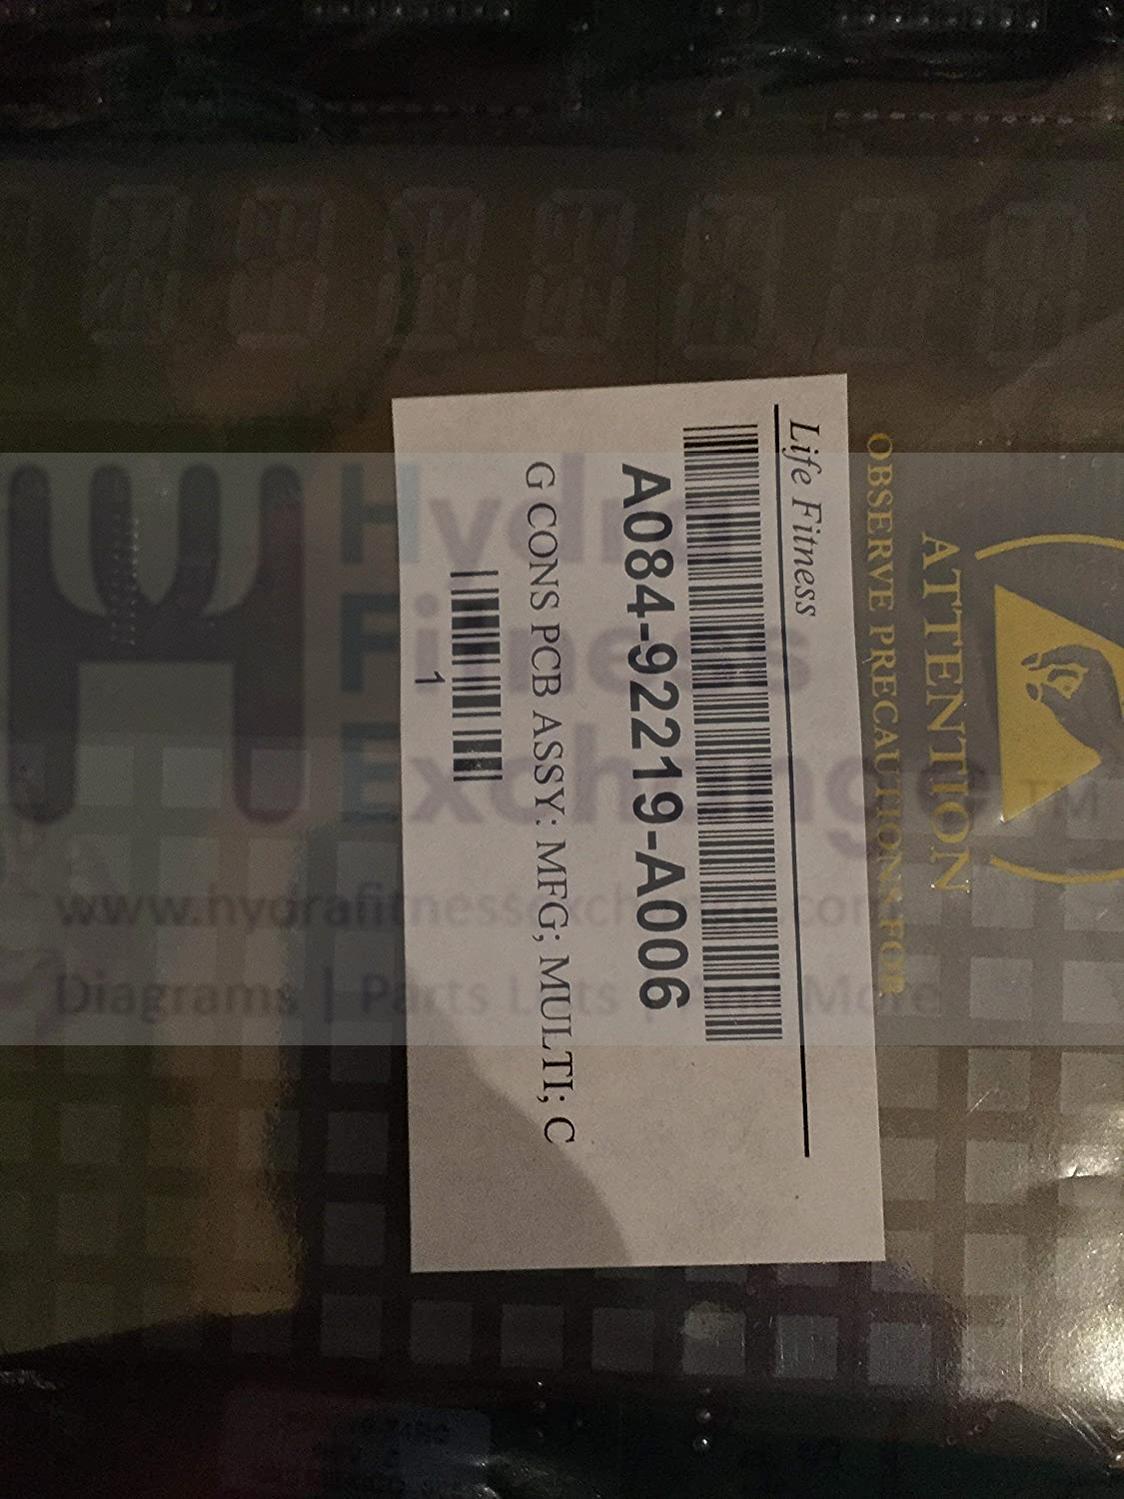 Life Fitness
A084-92219-A006
G CONS PCB ASSY: MFG; MULTI; C
1
ATTENTION
OBSERVE PRECAUTIONS FOR
Hydra
Fitness
Exchange TM
www.hydrafitnessexchange.com
Diagrams | Parts Lists | and More